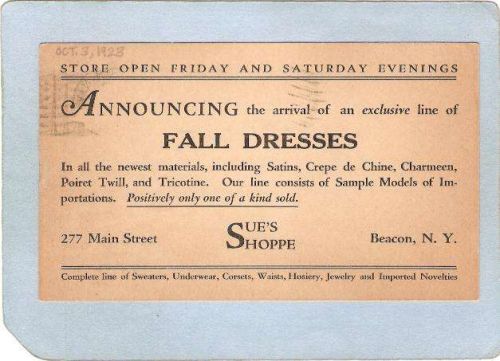 OCT. 3, 1923
STORE OPEN FRIDAY AND SATURDAY EVENINGS
ANNOUNCING the arrival of an exclusive line of
FALL DRESSES
In all the newest materials, including Satins, Crepe de Chine, Charmeen,
Poiret Twill, and Tricotine. Our line consists of Sample Models of Im-
portations. Positively only one of a kind sold.
277 Main Street
SUE'S
SHOPPE
Beacon, N. Y.
Complete line of Sweaters, Underwear, Corsets, Waists, Hosiery, Jewelry and Imported Novelties